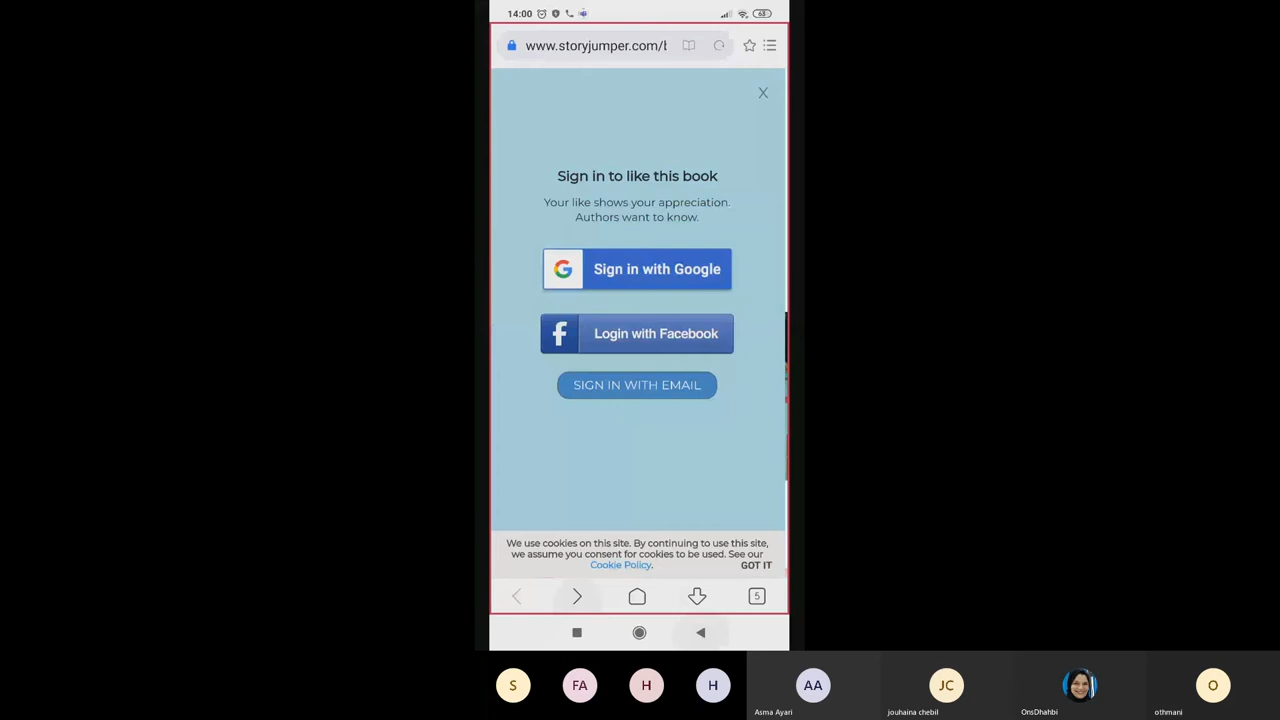 14:00
63
www.storyjumper.com/b
X
Sign in to like this book
Your like shows your appreciation.
Authors want to know.
G Sign in with Google
f Login with Facebook
SIGN IN WITH EMAIL
We use cookies on this site. By continuing to use this site,
we assume you consent for cookies to be used. See our
Cookie Policy.
GOT IT
5
S
FA
H
H
AA
JC
O
Asma Ayari
jouhaina chebil
OnsDhahbi
othmani